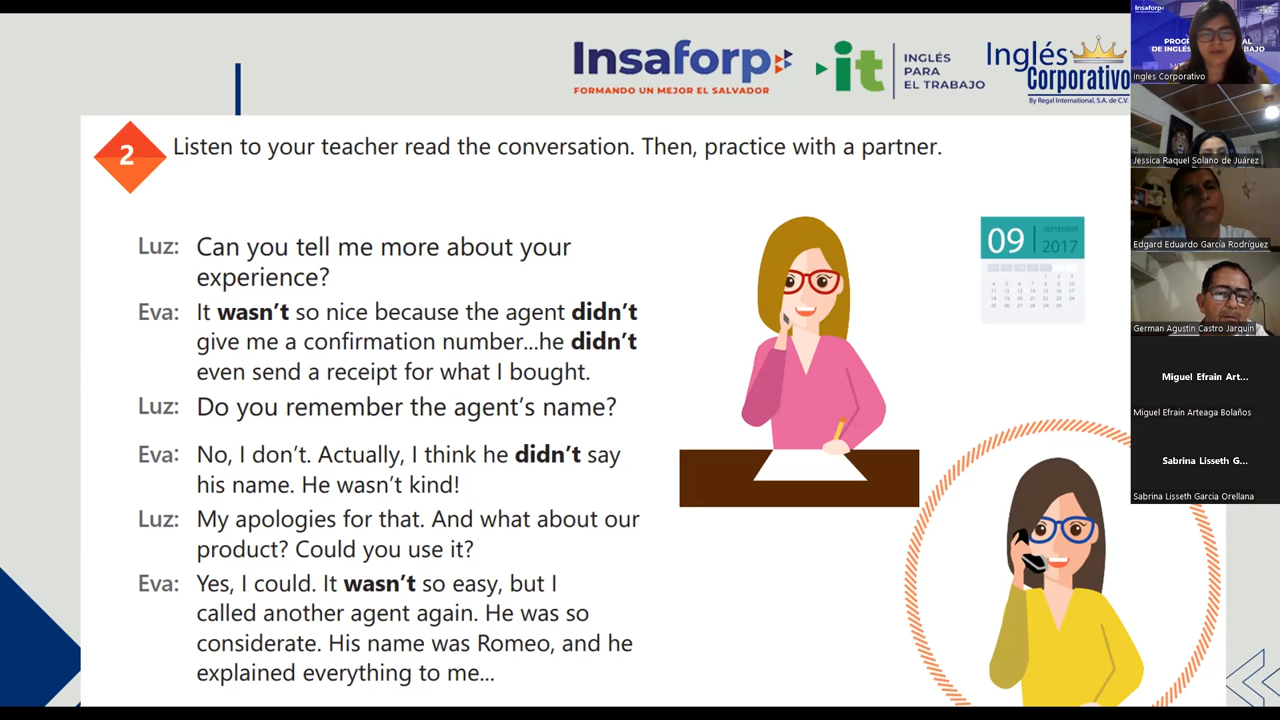 Insaforp
FORMANDO UN MEJOR EL SALVADOR
it
INGLÉS
PARA
EL TRABAJO
Inglés
Corporativo
By Regal International, S.A. de C.V.
2
Listen to your teacher read the conversation. Then, practice with a partner.
Luz: Can you tell me more about your
experience?
Eva: It wasn't so nice because the agent didn't
give me a confirmation number...he didn't
even send a receipt for what I bought.
Luz: Do you remember the agent's name?
Eva: No, I don't. Actually, I think he didn't say
his name. He wasn't kind!
Luz: My apologies for that. And what about our
product? Could you use it?
Eva: Yes, I could. It wasn't so easy, but I
called another agent again. He was so
considerate. His name was Romeo, and he
explained everything to me...
09
SEPTEMBER
2017
Insaforp
Ingles Corporativo
Jessica Raquel Solano de Juárez
Edgard Eduardo García Rodríguez
German Agustin Castro Jarquin
Miguel Efrain Art...
Miguel Efrain Arteaga Bolaños
Sabrina Lisseth G...
Sabrina Lisseth Garcia Orellana